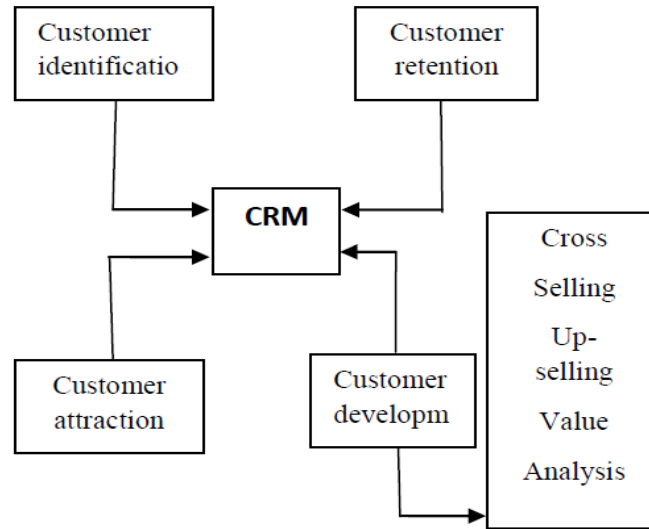 Customer
identificatio
Customer
retention
CRM
Cross
Selling
Up-
selling
Value
Analysis
Customer
attraction
Customer
developm